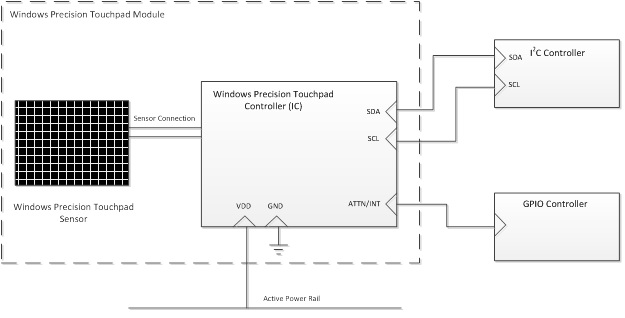 Windows Precision Touchpad Module
I²C Controller
SDA
SCL
Windows Precision Touchpad
Controller (IC)
SDA
SCL
Sensor Connection
Windows Precision Touchpad
Sensor
VDD
GND
ATTN/INT
GPIO Controller
Active Power Rail